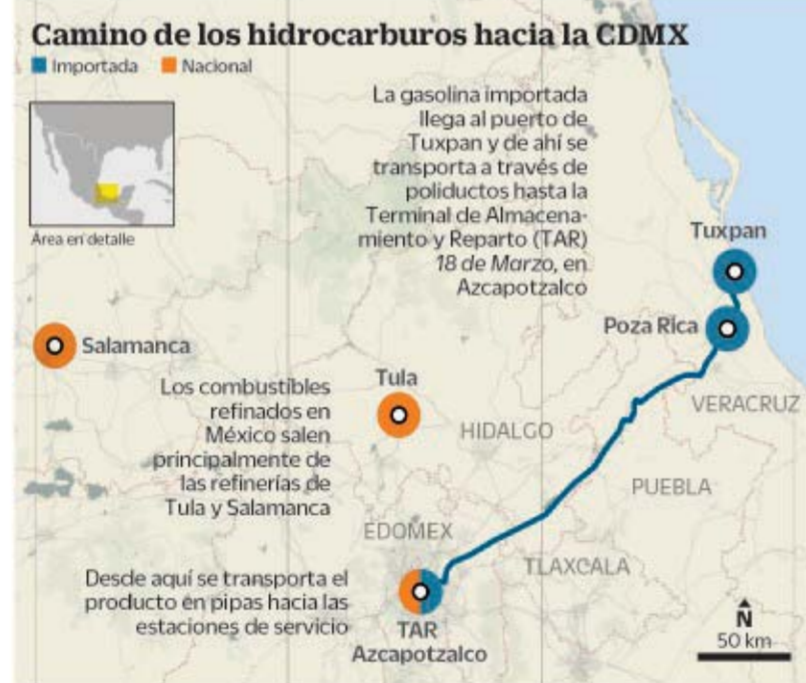 Camino de los hidrocarburos hacia la CDMX
Importada
Nacional
La gasolina importada
llega al puerto de
Tuxpan y de ahí se
transporta a través de
poliductos hasta la
Terminal de Almacena-
miento y Reparto (TAR)
18 de Marzo, en
Azcapotzalco
Área en detalle
Tuxpan
Poza Rica
Salamanca
Tula
Los combustibles
refinados en
México salen
principalmente de
las refinerías de
Tula y Salamanca
VERACRUZ
HIDALGO
PUEBLA
EDOMEX
TLAXCALA
Desde aquí se transporta el
producto en pipas hacia las
estaciones de servicio
TAR
Azcapotzalco
N
50 km